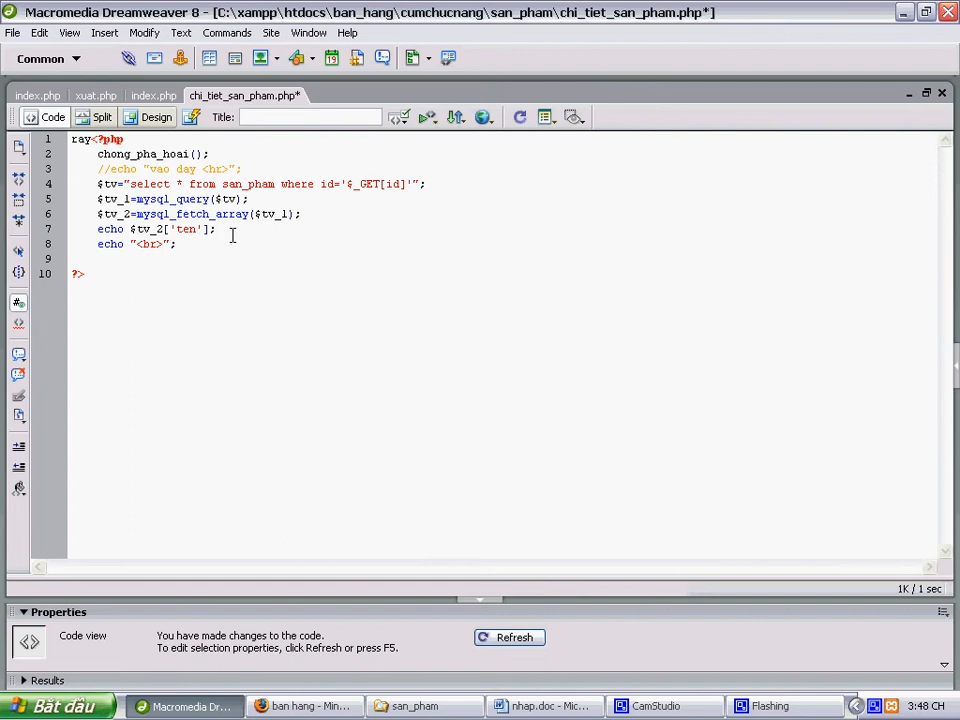 Macromedia Dreamweaver 8 - [C:\xampp\htdocs\ban_hang\cumchucnang\san_pham\chi_tiet_san_pham.php*]
File Edit View Insert Modify Text Commands Site Window Help
Common
19
index.php xuat.php index.php chi_tiet_san_pham.php*
Code Split Design Title:
1 ray<?php
2 chong_pha_hoai();
3 //echo "vao day <hr>";
4 $tv="select * from san_pham where id='$_GET[id]'";
5 $tv_1=mysql_query($tv);
6 $tv_2=mysql_fetch_array($tv_1);
7 echo $tv_2['ten'];
8 echo "<br>";
9
10 ?>
1K / 1 sec
Properties
Code view You have made changes to the code. Refresh
To edit selection properties, click Refresh or press F5.
Results
Bắt đầu Macromedia Dr... ban hang - Min... san_pham nhap.doc - Mic... CamStudio Flashing 3:48 CH